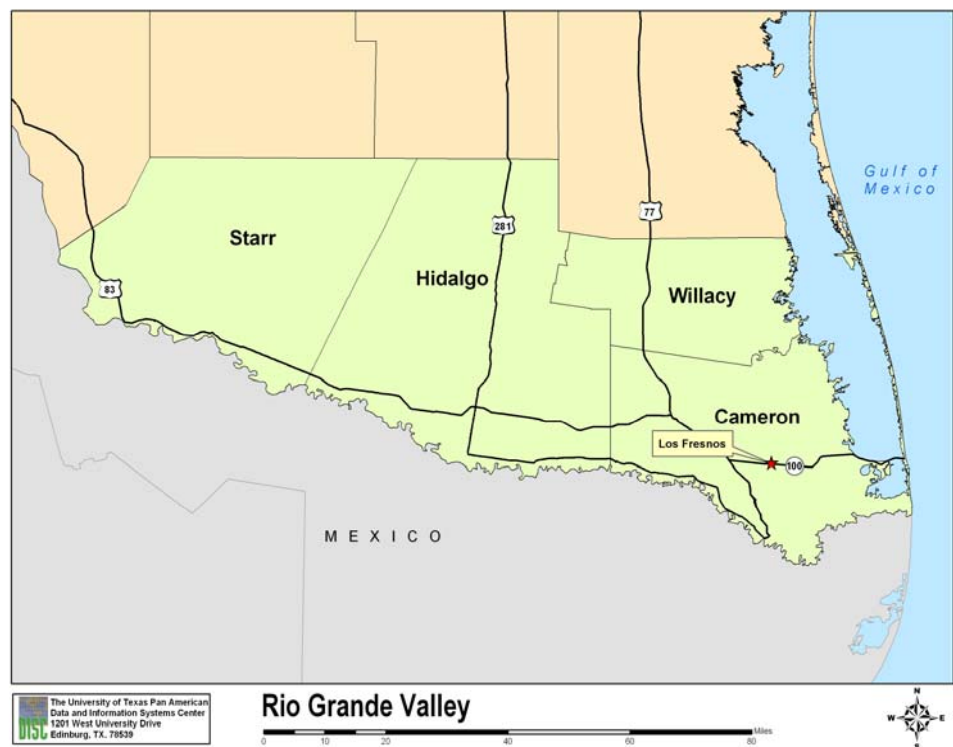 Gulf of
Mexico
77
281
Starr
Hidalgo
83
Willacy
Cameron
Los Fresnos
100
MEXICO
DISC
The University of Texas Pan American
Data and Information Systems Center
1201 West University Drive
Edinburg, TX. 78539
Rio Grande Valley
Miles
0 10 20 40 60 80
N
W E
S